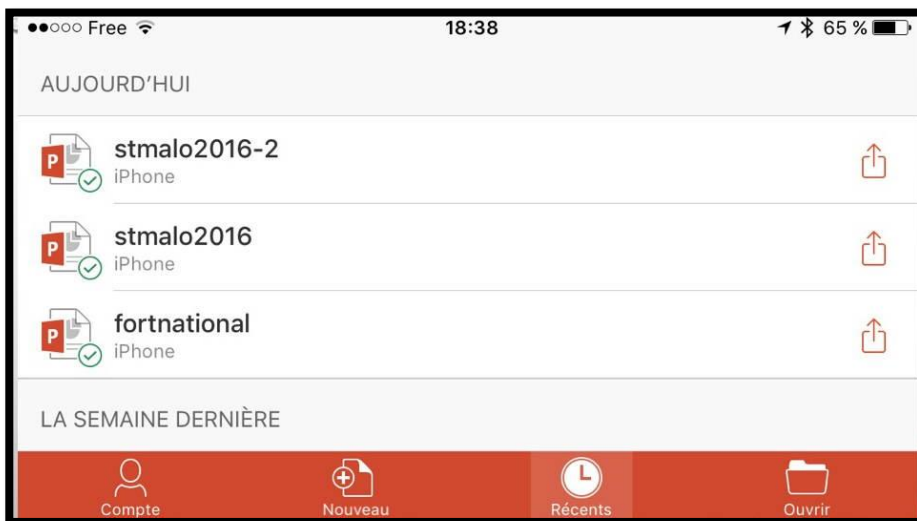 Free 18:38 65 %
AUJOURD'HUI
P stmalo2016-2
iPhone
P stmalo2016
iPhone
P fortnational
iPhone
LA SEMAINE DERNIÈRE
Compte Nouveau Récents Ouvrir